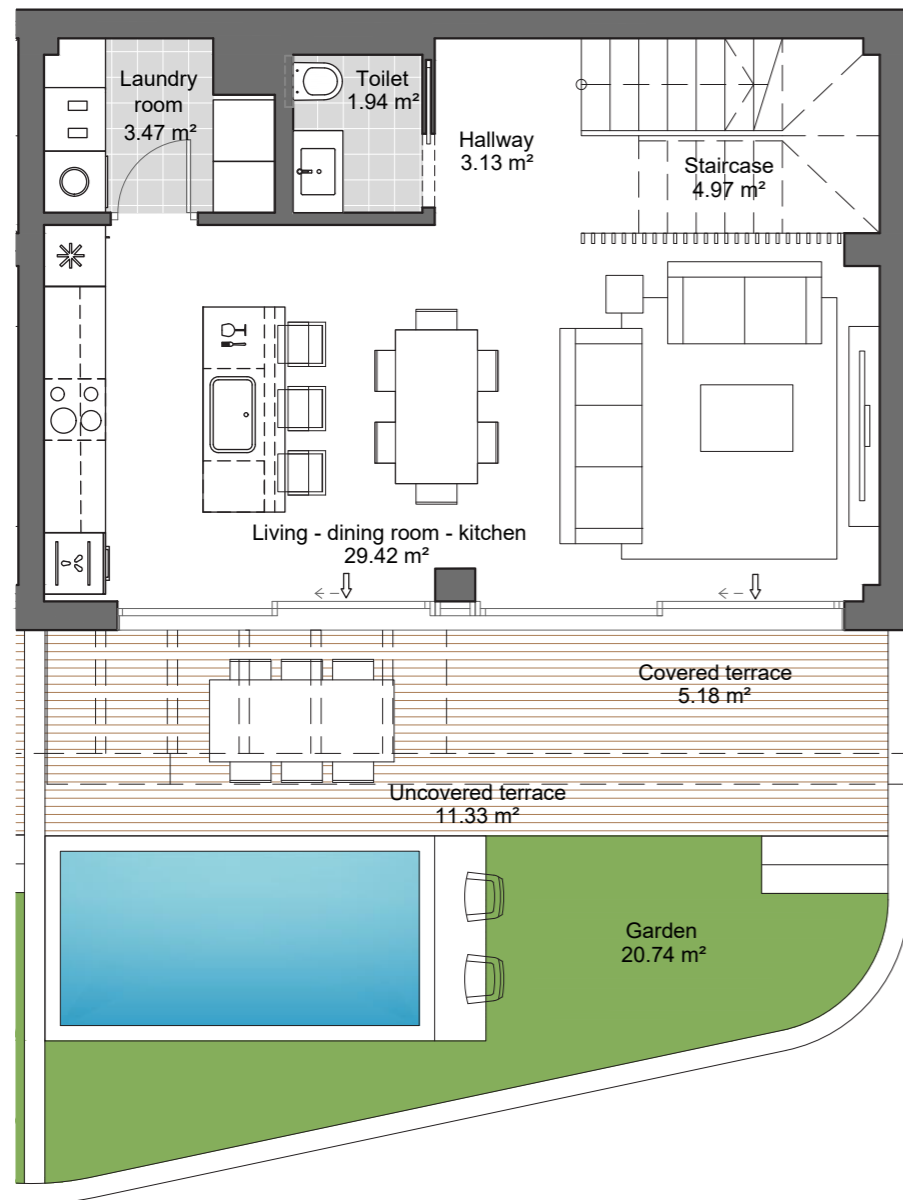 Laundry
room
3.47 m²
Toilet
1.94 m²
Hallway
3.13 m²
Staircase
4.97 m²
Living - dining room - kitchen
29.42 m²
Covered terrace
5.18 m²
Uncovered terrace
11.33 m²
Garden
20.74 m²